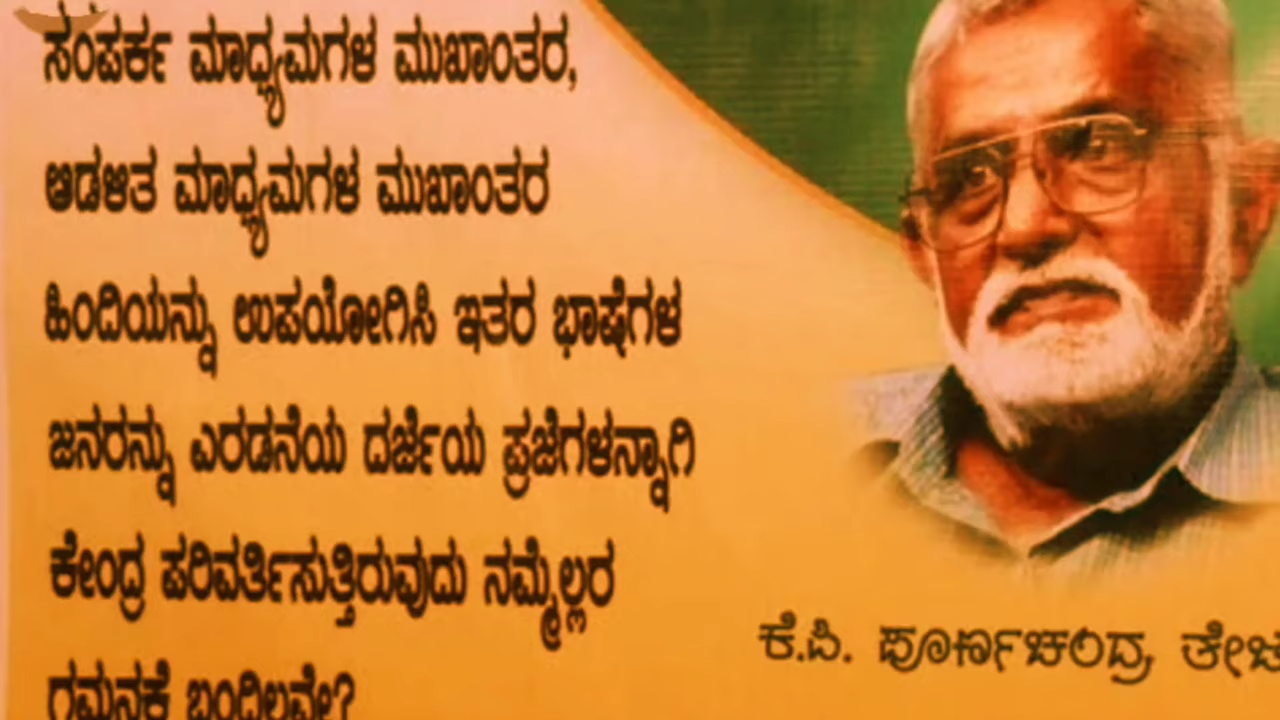 ಸಂಪರ್ಕ ಮಾಧ್ಯಮಗಳ ಮುಖಾಂತರ,
ಆಡಳಿತ ಮಾಧ್ಯಮಗಳ ಮುಖಾಂತರ
ಹಿಂದಿಯನ್ನು ಉಪಯೋಗಿಸಿ ಇತರ ಭಾಷೆಗಳ
ಜನರನ್ನು ಎರಡನೆಯ ದರ್ಜೆಯ ಪ್ರಜೆಗಳನ್ನಾಗಿ
ಕೇಂದ್ರ ಪರಿವರ್ತಿಸುತ್ತಿರುವುದು ನಮ್ಮೆಲ್ಲರ
ಗಮನಕ್ಕೆ ಬಂದಿಲ್ಲವೇ?
ಕೆ.ಪಿ. ಪೂರ್ಣಚಂದ್ರ